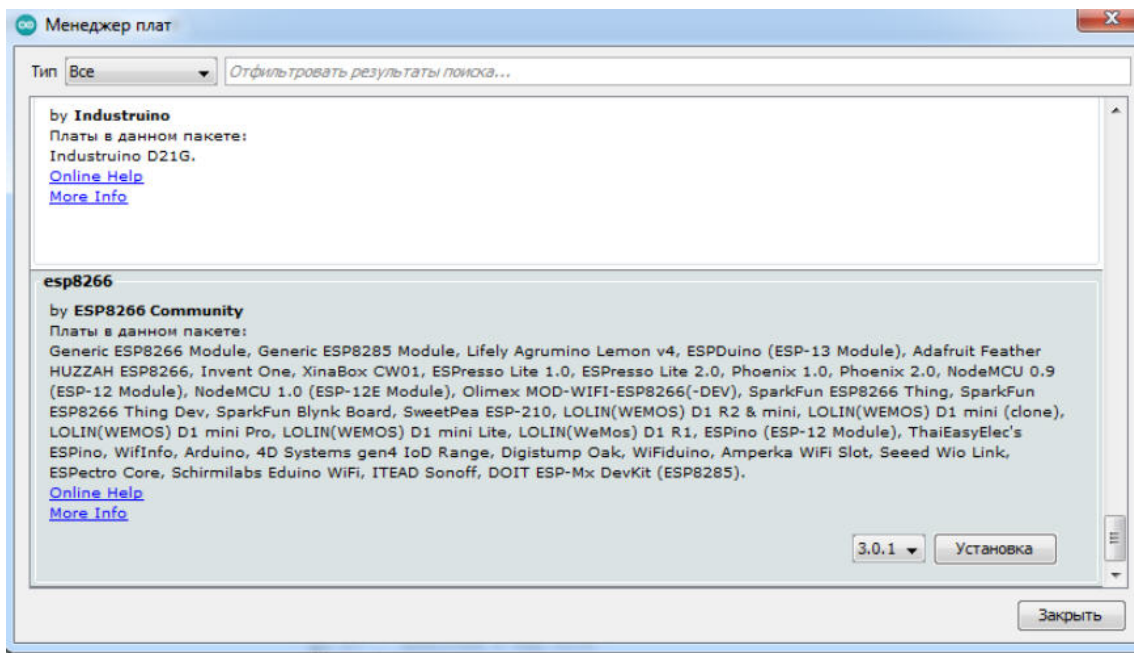 Менеджер плат
Тип Все Отфильтровать результаты поиска...
by Industruino
Платы в данном пакете:
Industruino D21G.
Online Help
More Info
esp8266
by ESP8266 Community
Платы в данном пакете:
Generic ESP8266 Module, Generic ESP8285 Module, Lifely Agrumino Lemon v4, ESPDuino (ESP-13 Module), Adafruit Feather
HUZZAH ESP8266, Invent One, XinaBox CW01, ESPresso Lite 1.0, ESPresso Lite 2.0, Phoenix 1.0, Phoenix 2.0, NodeMCU 0.9
(ESP-12 Module), NodeMCU 1.0 (ESP-12E Module), Olimex MOD-WIFI-ESP8266(-DEV), SparkFun ESP8266 Thing, SparkFun
ESP8266 Thing Dev, SparkFun Blynk Board, SweetPea ESP-210, LOLIN(WEMOS) D1 R2 & mini, LOLIN(WEMOS) D1 mini (clone),
LOLIN(WEMOS) D1 mini Pro, LOLIN(WEMOS) D1 mini Lite, LOLIN(WeMos) D1 R1, ESPino (ESP-12 Module), ThaiEasyElec's
ESPino, WifInfo, Arduino, 4D Systems gen4 IoD Range, Digistump Oak, WiFiduino, Amperka WiFi Slot, Seeed Wio Link,
ESPectro Core, Schirmilabs Eduino WiFi, ITEAD Sonoff, DOIT ESP-Mx DevKit (ESP8285).
Online Help
More Info
3.0.1 Установка
Закрыть